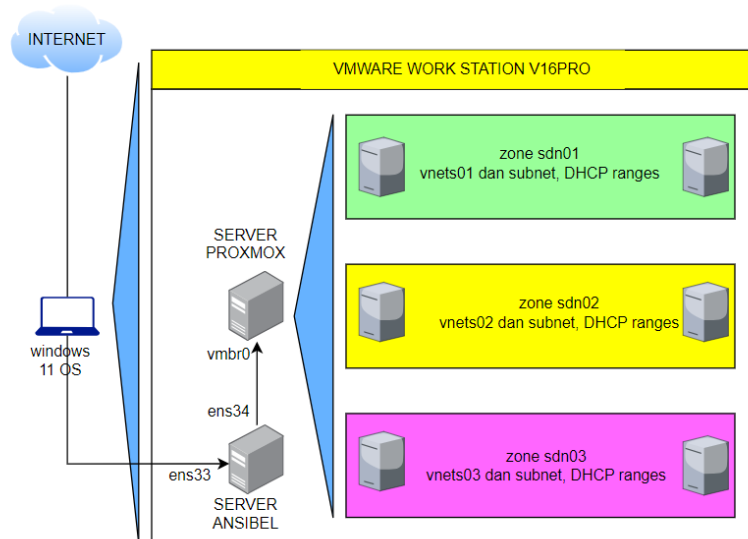 INTERNET
VMWARE WORK STATION V16PRO
zone sdn01
vnets01 dan subnet, DHCP ranges
SERVER
PROXMOX
zone sdn02
vnets02 dan subnet, DHCP ranges
windows
11 OS
vmbr0
ens34
zone sdn03
vnets03 dan subnet, DHCP ranges
ens33
SERVER
ANSIBEL